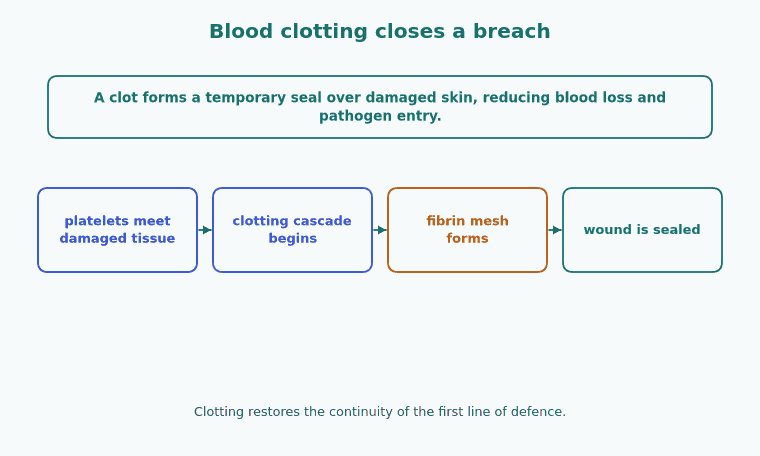 Blood clotting closes a breach
A clot forms a temporary seal over damaged skin, reducing blood loss and
pathogen entry.
platelets meet
damaged tissue
clotting cascade
begins
fibrin mesh
forms
wound is sealed
Clotting restores the continuity of the first line of defence.